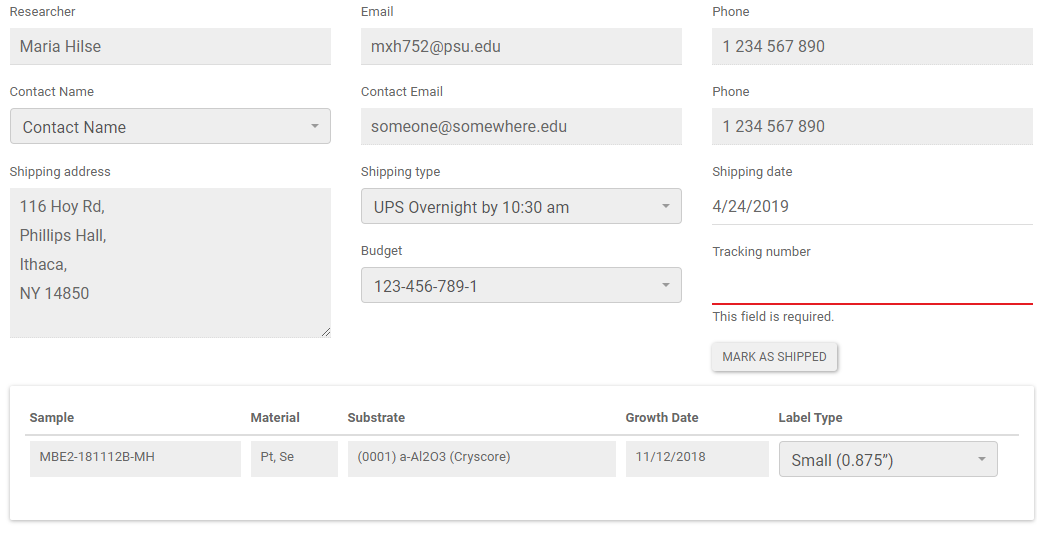 Researcher
Email
Phone
Maria Hilse
mxh752@psu.edu
1 234 567 890
Contact Name
Contact Email
Phone
Contact Name
someone@somewhere.edu
1 234 567 890
Shipping address
Shipping type
Shipping date
116 Hoy Rd,
Phillips Hall,
Ithaca,
NY 14850
UPS Overnight by 10:30 am
4/24/2019
Budget
Tracking number
123-456-789-1
This field is required.
MARK AS SHIPPED
Sample Material Substrate Growth Date Label Type
MBE2-181112B-MH Pt, Se (0001) a-Al2O3 (Cryscore) 11/12/2018 Small (0.875”)